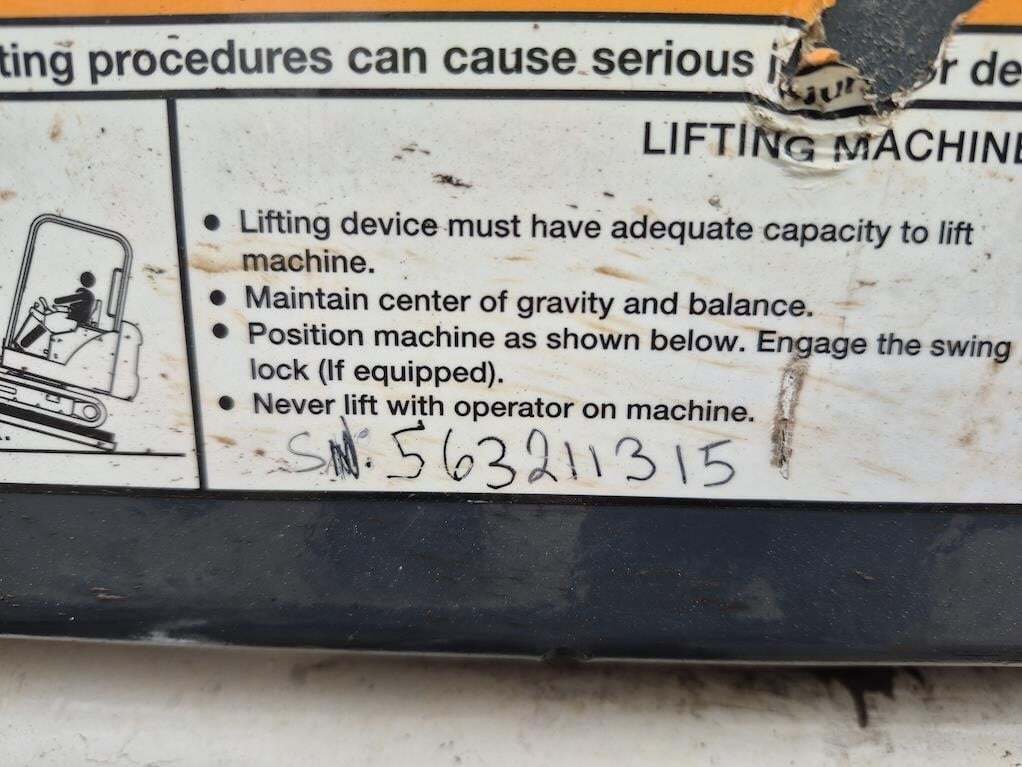 ting procedures can cause serious
LIFTING MACHINE
• Lifting device must have adequate capacity to lift
machine.
• Maintain center of gravity and balance.
• Position machine as shown below. Engage the swing
lock (If equipped).
• Never lift with operator on machine.
SN: 563211315